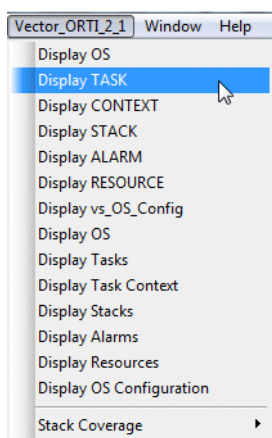 Vector_ORTI_2_1 Window Help
Display OS
Display TASK
Display CONTEXT
Display STACK
Display ALARM
Display RESOURCE
Display vs_OS_Config
Display OS
Display Tasks
Display Task Context
Display Stacks
Display Alarms
Display Resources
Display OS Configuration
Stack Coverage